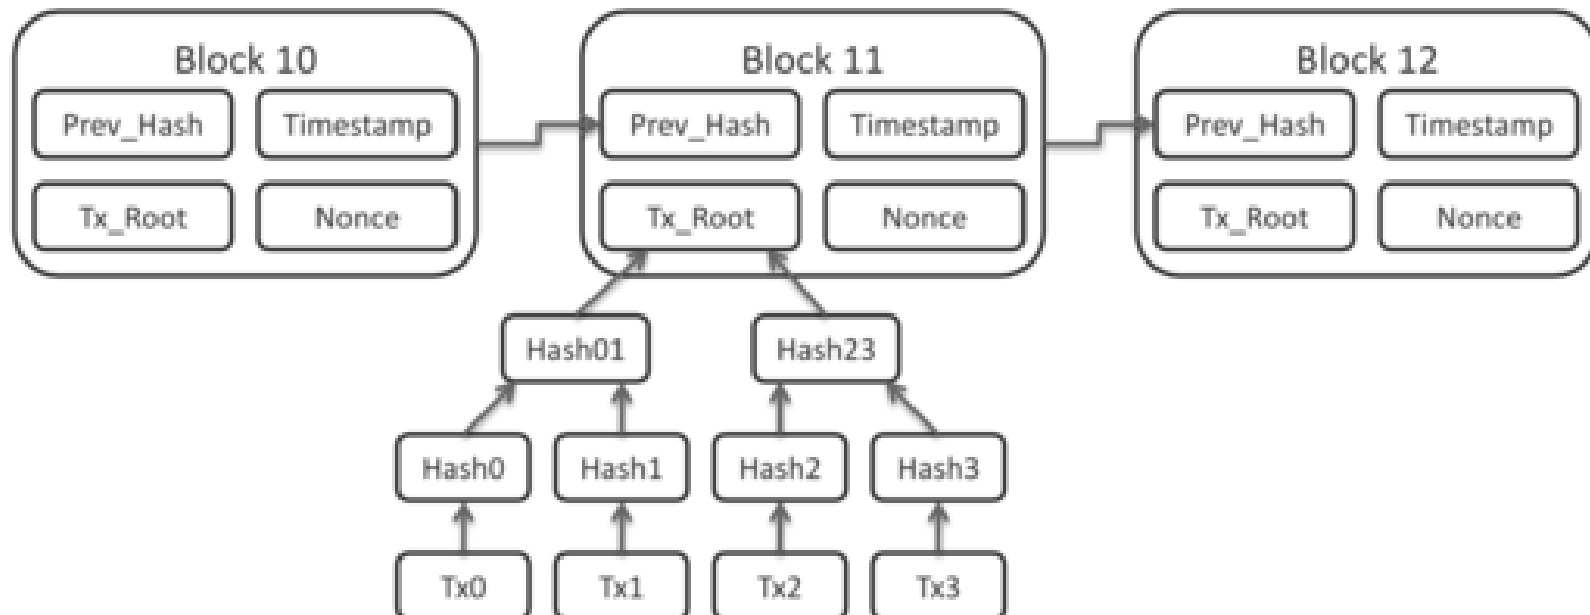 Block 10
Block 11
Block 12
Prev_Hash Timestamp
Prev_Hash Timestamp
Prev_Hash Timestamp
Tx_Root Nonce
Tx_Root Nonce
Tx_Root Nonce
Hash01
Hash23
Hash0
Hash1
Hash2
Hash3
Tx0
Tx1
Tx2
Tx3